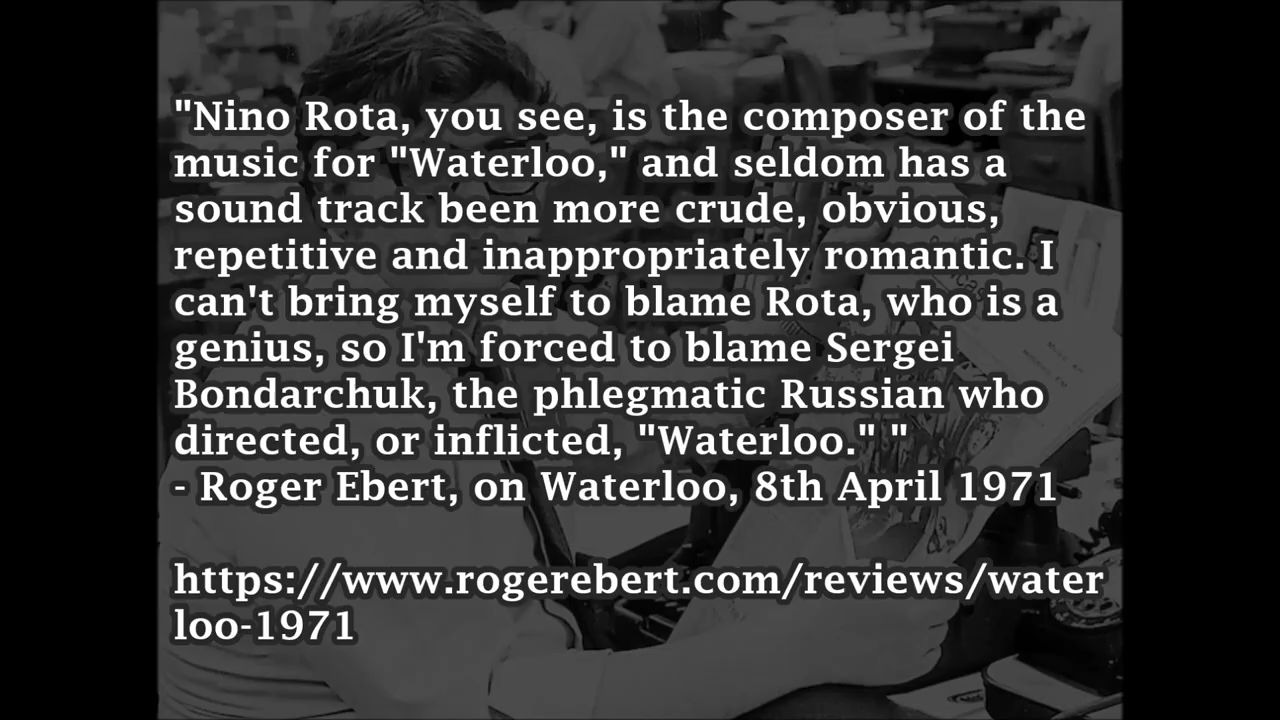 "Nino Rota, you see, is the composer of the
music for "Waterloo," and seldom has a
sound track been more crude, obvious,
repetitive and inappropriately romantic. I
can't bring myself to blame Rota, who is a
genius, so I'm forced to blame Sergei
Bondarchuk, the phlegmatic Russian who
directed, or inflicted, "Waterloo." "
- Roger Ebert, on Waterloo, 8th April 1971
https://www.rogerebert.com/reviews/water
loo-1971